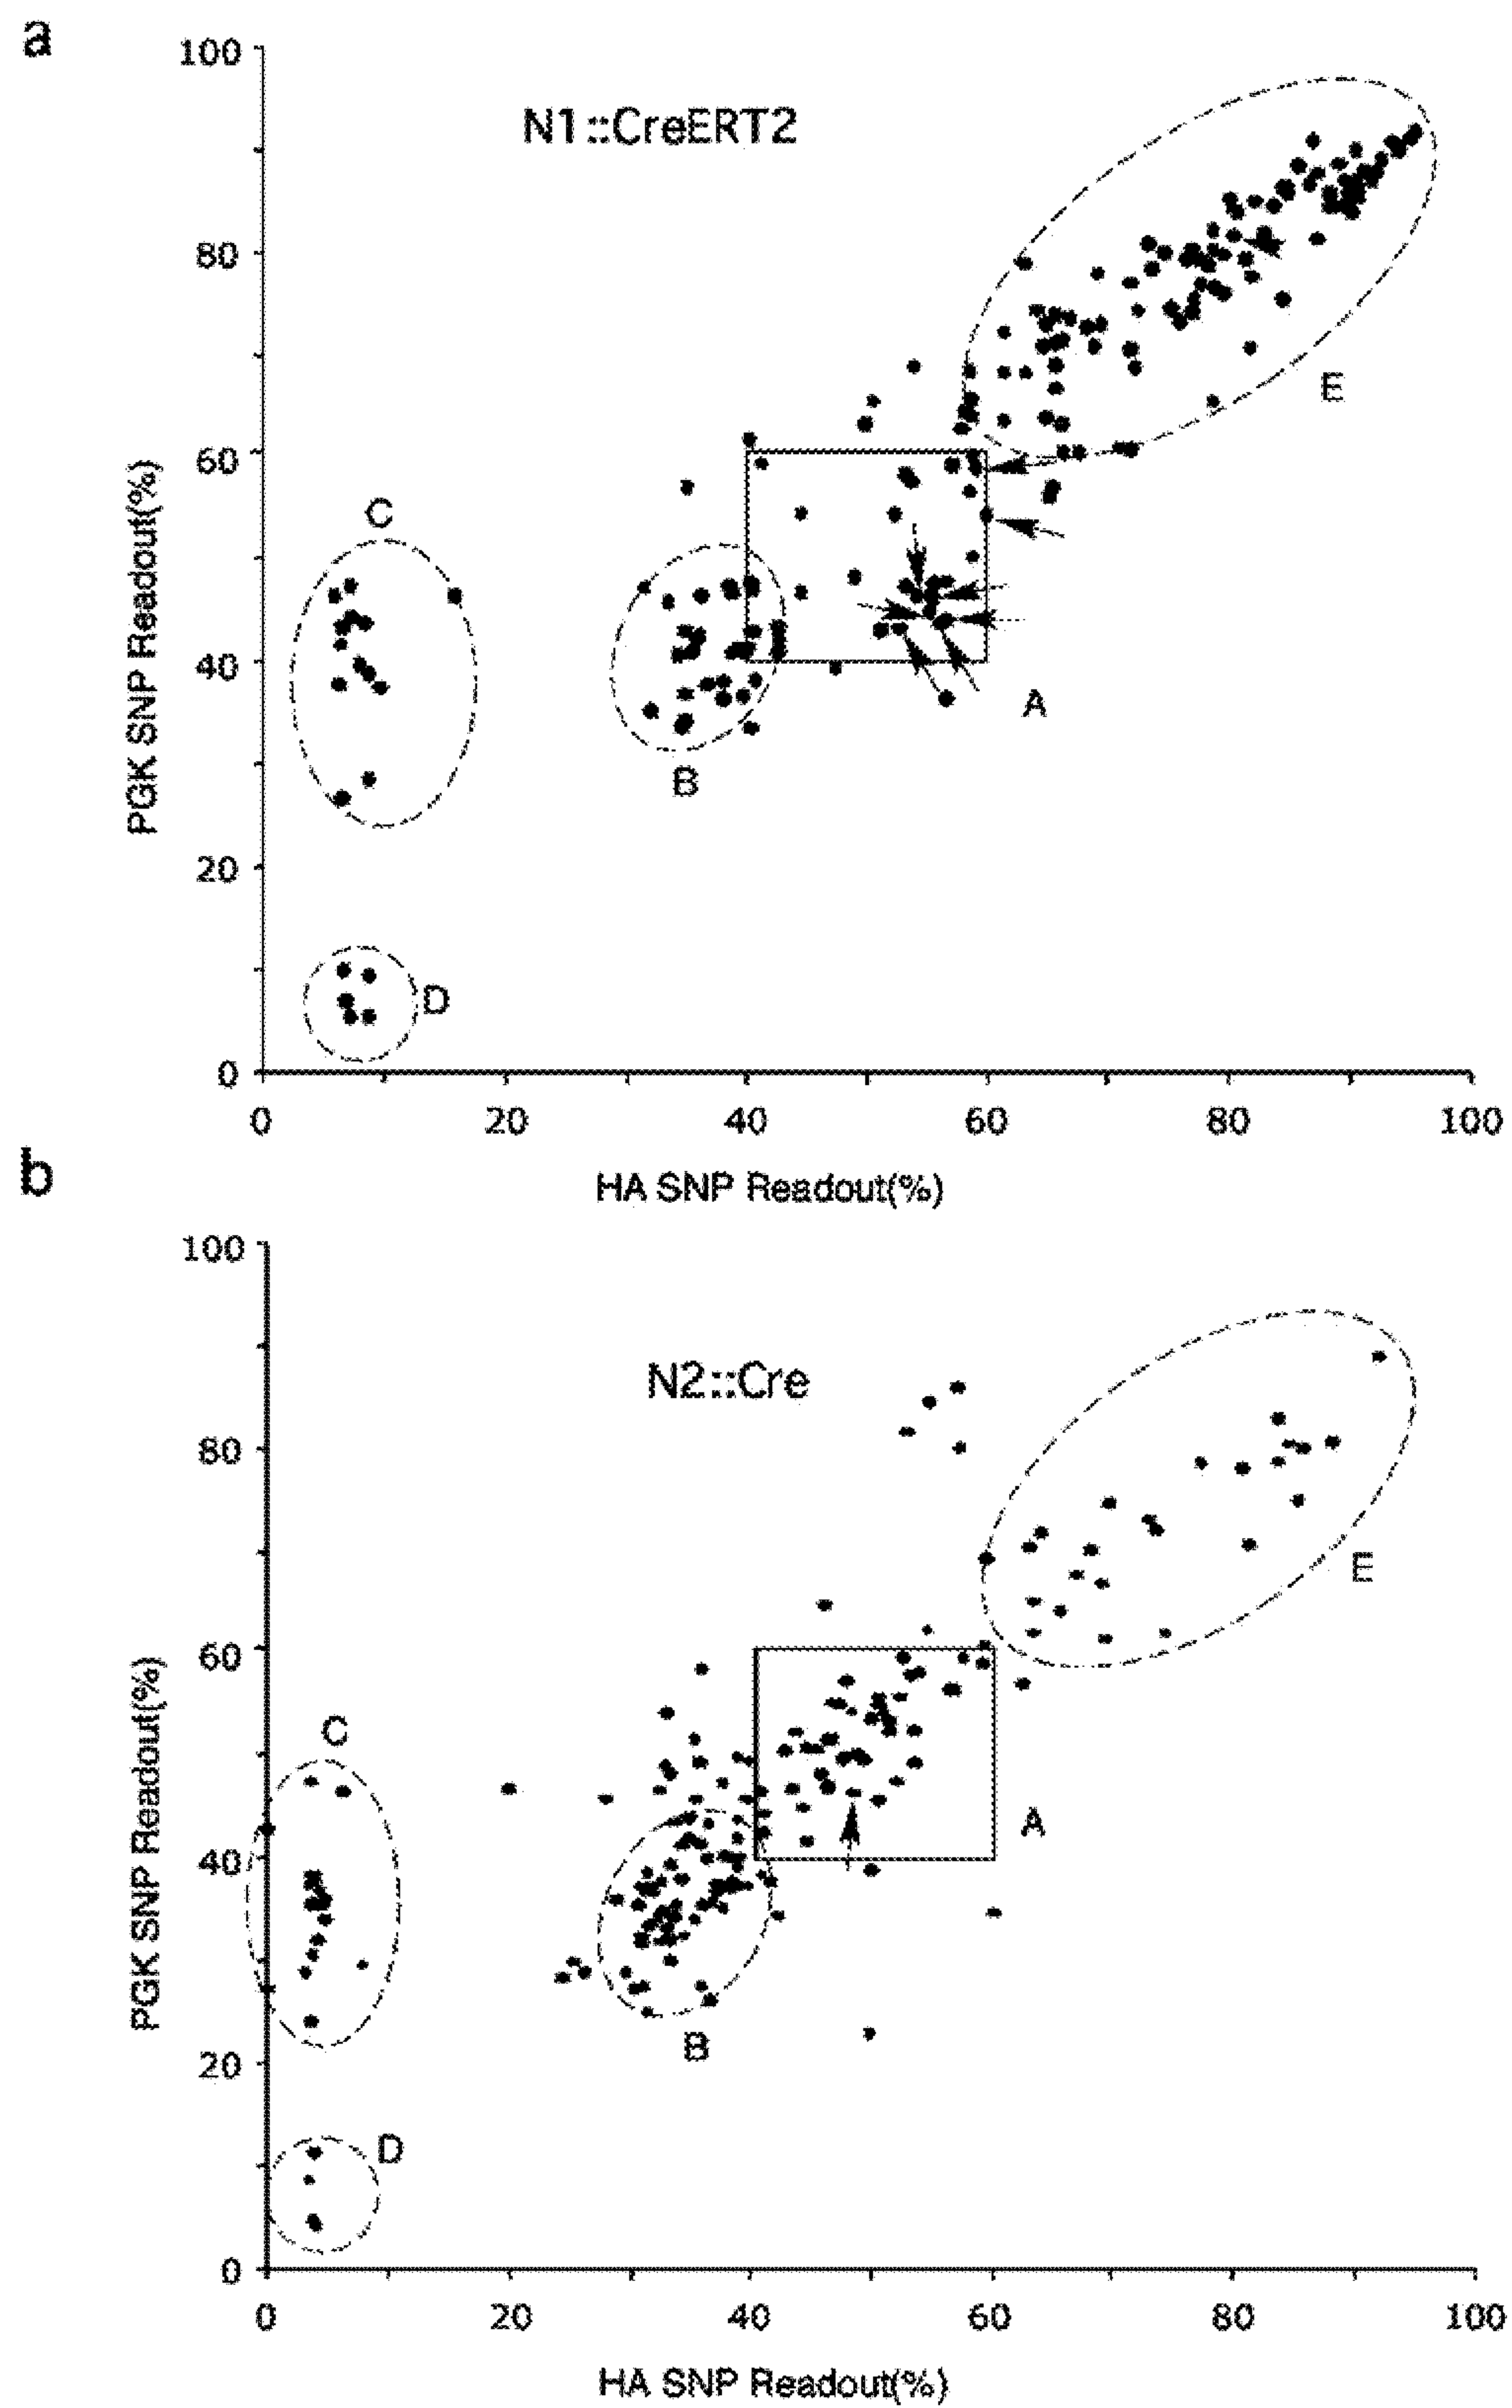 a
100
N1::CreERT2
80
E
60
PGK SNP Readout(%)
C
40
A
B
20
D
0
0 20 40 60 80 100
HA SNP Readout(%)
b
100
N2::Cre
80
E
60
PGK SNP Readout(%)
C
A
40
B
20
D
0
0 20 40 60 80 100
HA SNP Readout(%)